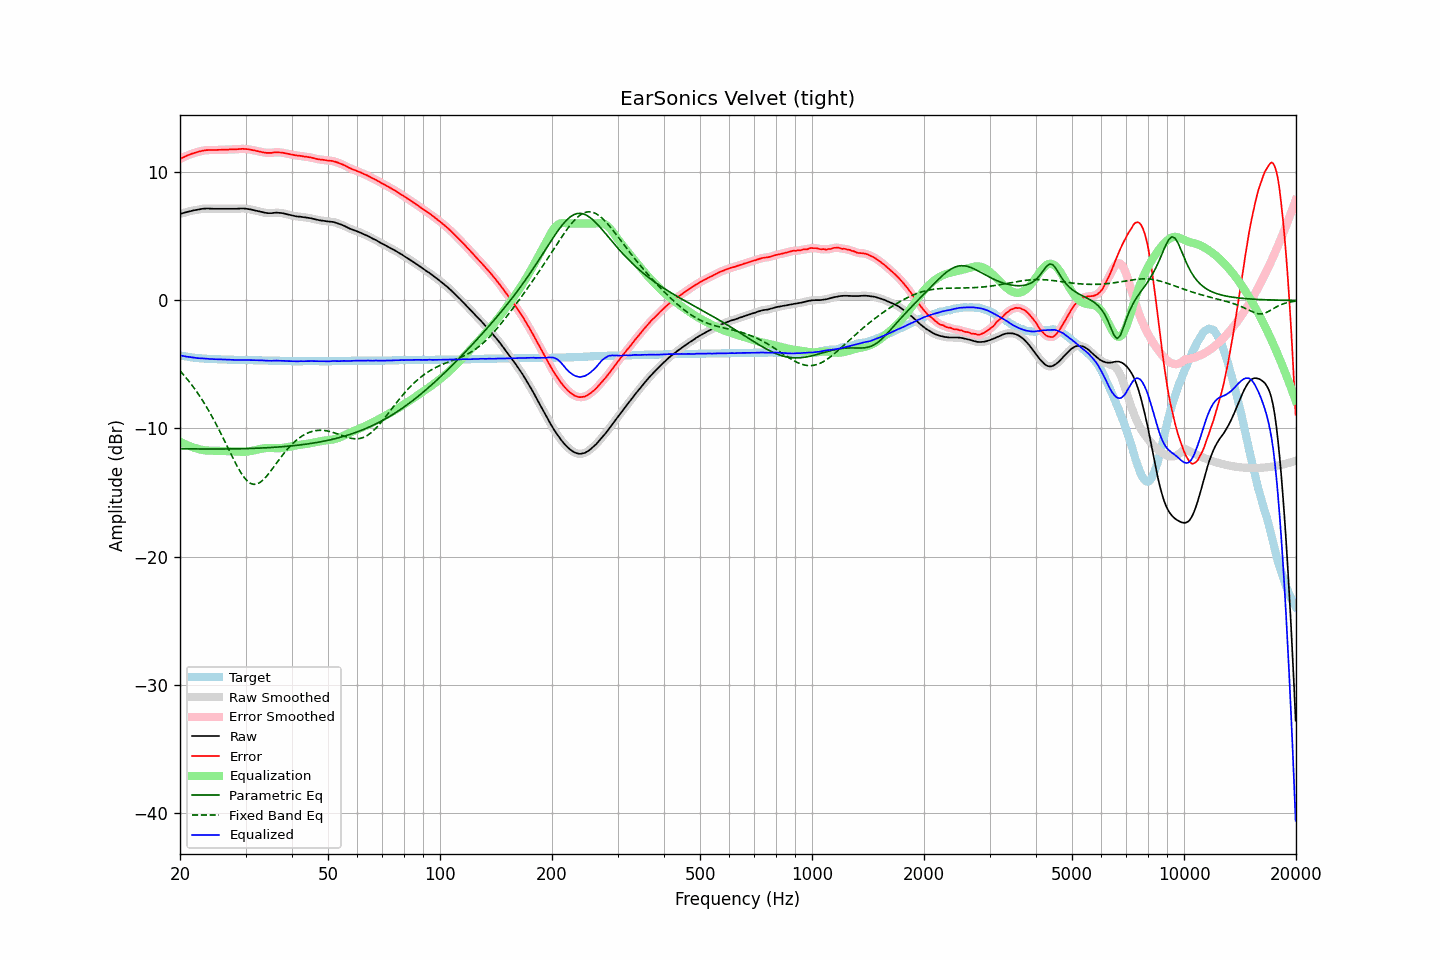 EarSonics Velvet (tight)
Amplitude (dBr)
10
0
−10
−20
−30
−40
Target
Raw Smoothed
Error Smoothed
Raw
Error
Equalization
Parametric Eq
Fixed Band Eq
Equalized
20 50 100 200 500 1000 2000 5000 10000 20000
Frequency (Hz)